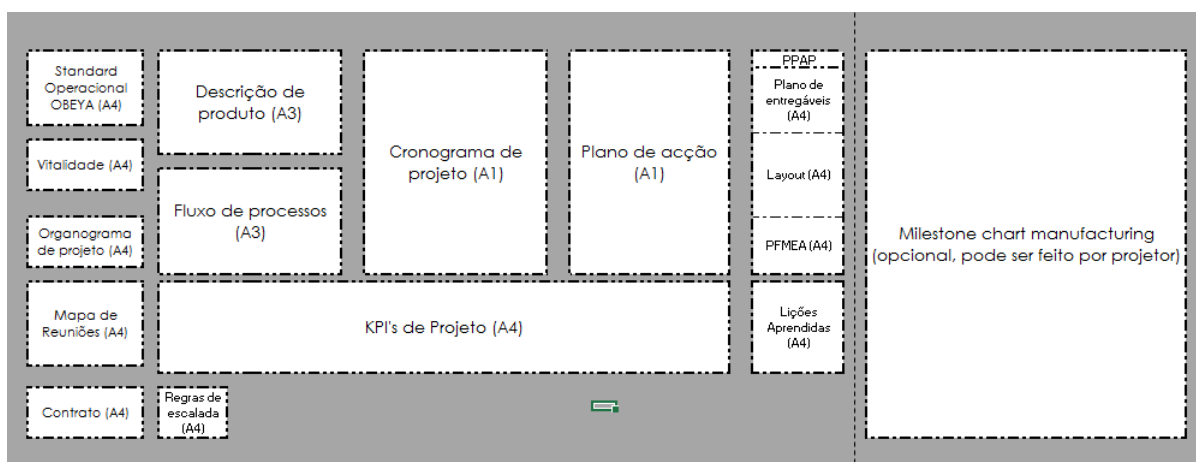 Standard
Operacional
OBEYA (A4)
Vitalidade (A4)
Organograma
de projeto (A4)
Mapa de
Reuniões (A4)
Contrato (A4)
Descrição de
produto (A3)
Fluxo de processos
(A3)
Cronograma de
projeto (A1)
Plano de acção
(A1)
KPI's de Projeto (A4)
Regras de
escalada
(A4)
PPAP
Plano de
entregáveis
(A4)
Layout (A4)
PFMEA (A4)
Lições
Aprendidas
(A4)
Milestone chart manufacturing
(opcional, pode ser feito por projetor)